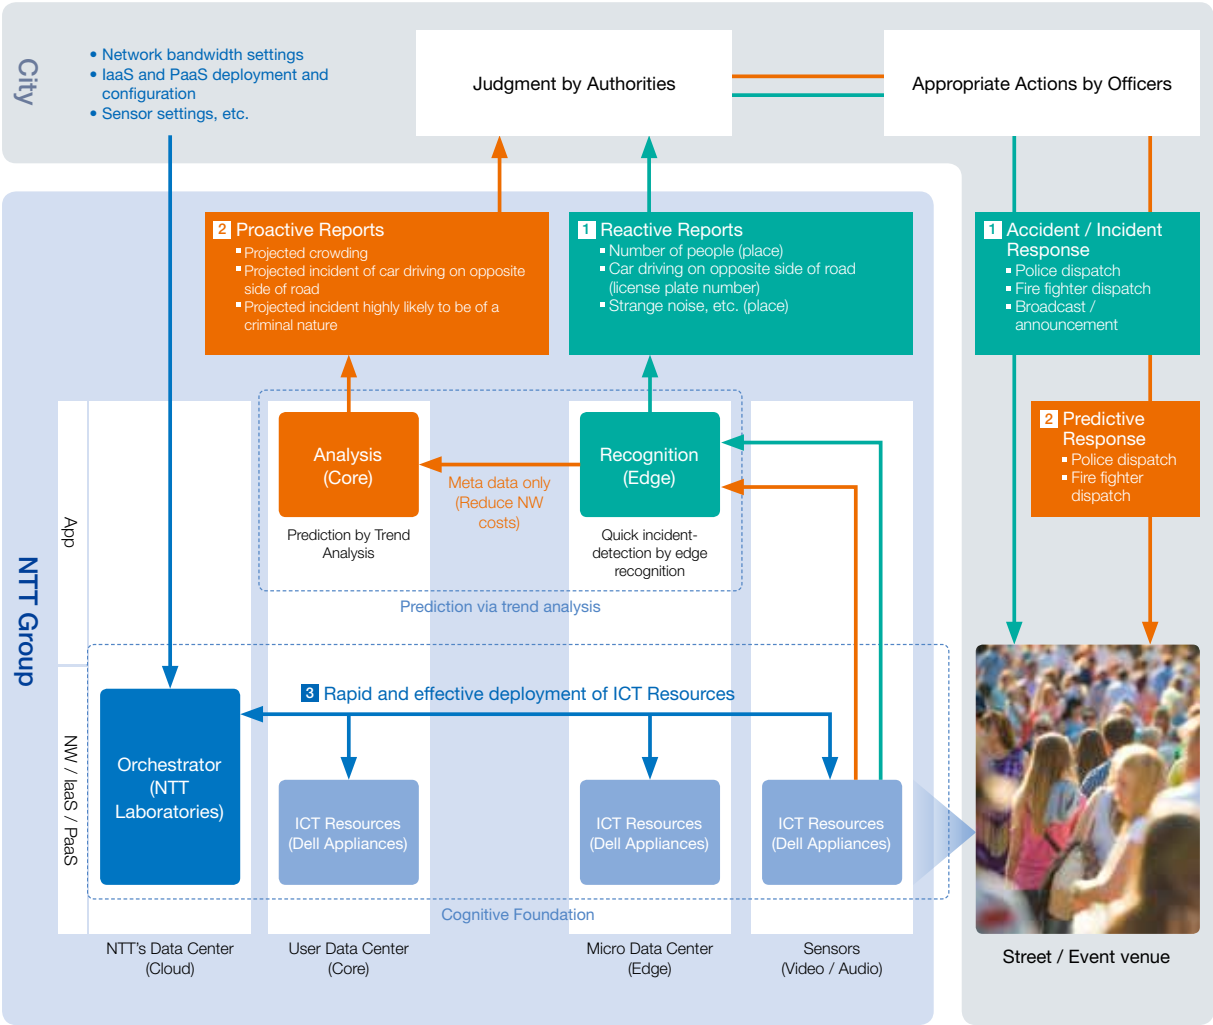 City
• Network bandwidth settings
• IaaS and PaaS deployment and
configuration
• Sensor settings, etc.
Judgment by Authorities
Appropriate Actions by Officers
2 Proactive Reports
Projected crowding
Projected incident of car driving on opposite
side of road
Projected incident highly likely to be of a
criminal nature
1 Reactive Reports
Number of people (place)
Car driving on opposite side of road
(license plate number)
Strange noise, etc. (place)
1 Accident / Incident
Response
Police dispatch
Fire fighter dispatch
Broadcast /
announcement
2 Predictive
Response
Police dispatch
Fire fighter
dispatch
NTT Group
App
Analysis
(Core)
Meta data only
(Reduce NW
costs)
Recognition
(Edge)
Prediction by Trend
Analysis
Quick incident-
detection by edge
recognition
Prediction via trend analysis
NW / IaaS / PaaS
3 Rapid and effective deployment of ICT Resources
Orchestrator
(NTT
Laboratories)
ICT Resources
(Dell Appliances)
ICT Resources
(Dell Appliances)
ICT Resources
(Dell Appliances)
Cognitive Foundation
NTT's Data Center
(Cloud)
User Data Center
(Core)
Micro Data Center
(Edge)
Sensors
(Video / Audio)
Street / Event venue